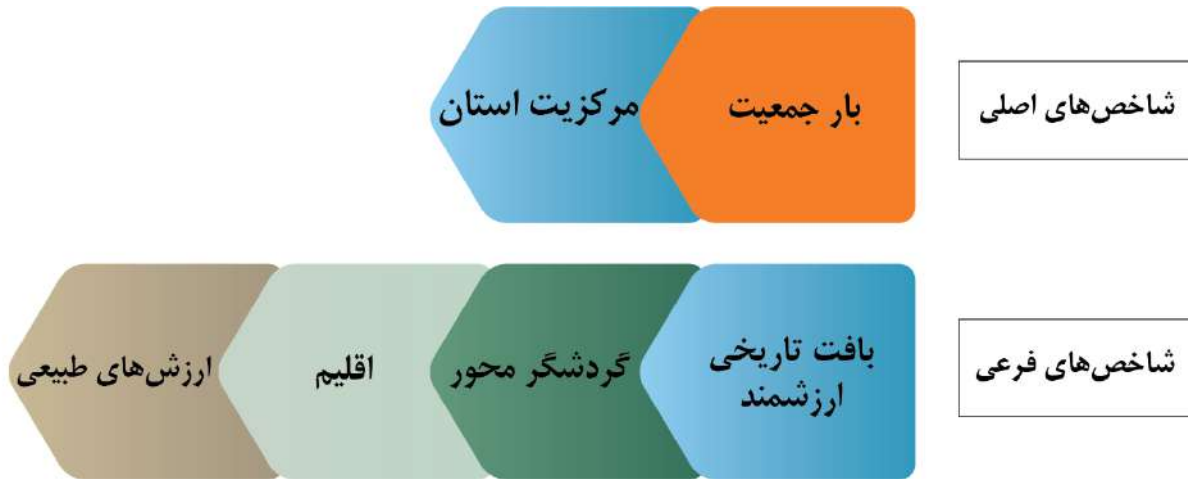 شاخص‌های اصلی
بار جمعیت
مرکزیت استان
شاخص‌های فرعی
بافت تاریخی
ارزشمند
گردشگر محور
اقلیم
ارزش‌های طبیعی